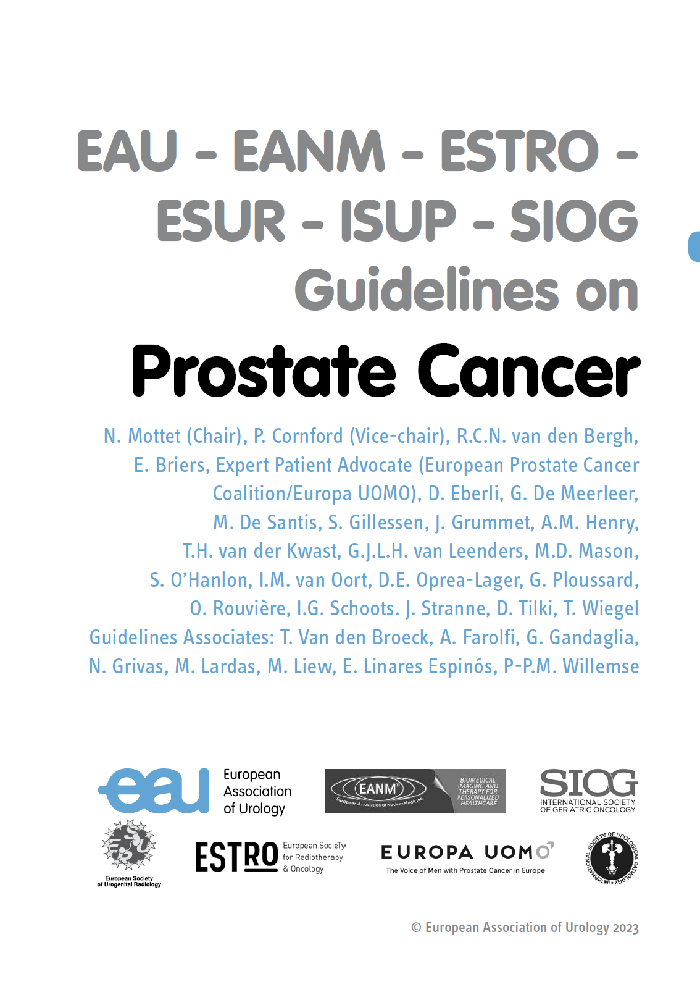 EAU - EANM - ESTRO -
ESUR - ISUP - SIOG
Guidelines on
Prostate Cancer
N. Mottet (Chair), P. Cornford (Vice-chair), R.C.N. van den Bergh,
E. Briers, Expert Patient Advocate (European Prostate Cancer
Coalition/Europa UOMO), D. Eberli, G. De Meerleer,
M. De Santis, S. Gillessen, J. Grummet, A.M. Henry,
T.H. van der Kwast, G.J.L.H. van Leenders, M.D. Mason,
S. O’Hanlon, I.M. van Oort, D.E. Oprea-Lager, G. Ploussard,
O. Rouvière, I.G. Schoots. J. Stranne, D. Tilki, T. Wiegel
Guidelines Associates: T. Van den Broeck, A. Farolfi, G. Gandaglia,
N. Grivas, M. Lardas, M. Liew, E. Linares Espinós, P-P.M. Willemse
eau
European
Association
of Urology
EANM®
European Association of Nuclear Medicine
BIOMEDICAL
IMAGING AND
THERAPY FOR
PERSONALIZED
HEALTHCARE
SIOG
INTERNATIONAL SOCIETY
OF GERIATRIC ONCOLOGY
ESUR
European Society
of Urogenital Radiology
ESTRO
European SocieTy
for Radiotherapy
& Oncology
EUROPA UOMO
The Voice of Men with Prostate Cancer in Europe
INTERNATIONAL SOCIETY OF UROLOGICAL PATHOLOGY •
© European Association of Urology 2023